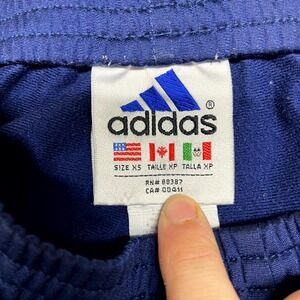 adidas®
SIZE XS TAILLE XP TALLA XP
RN# 88387
CA# 00411